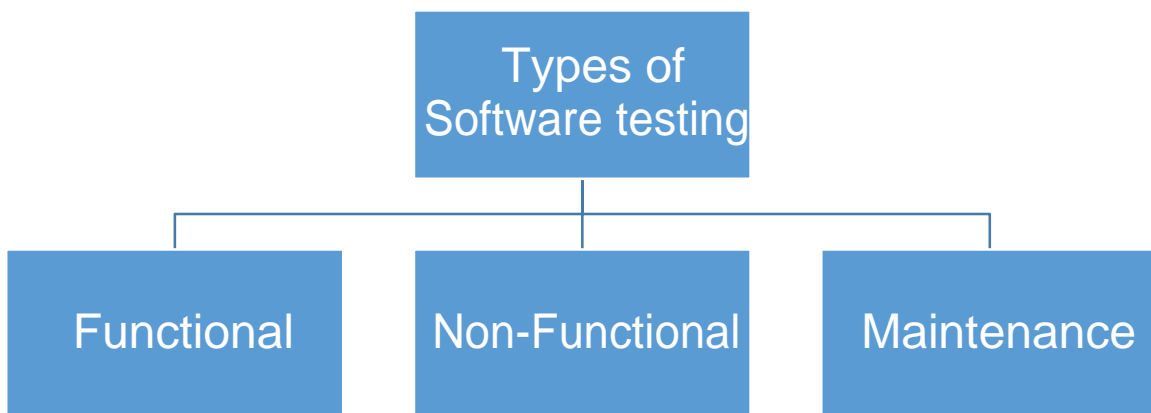 Types of
Software testing
Functional
Non-Functional
Maintenance